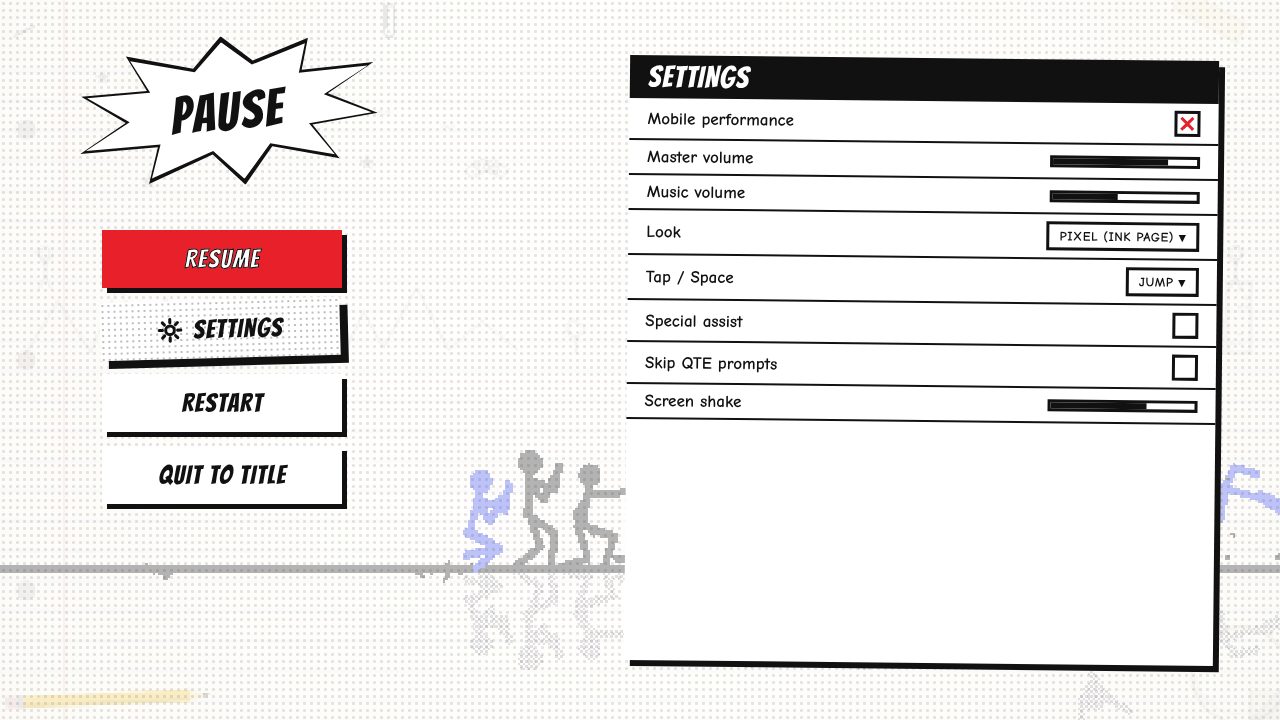 PAUSE
RESUME
SETTINGS
RESTART
QUIT TO TITLE
SETTINGS
Mobile performance
Master volume
Music volume
Look
PIXEL (INK PAGE) ▼
Tap / Space
JUMP ▼
Special assist
Skip QTE prompts
Screen shake